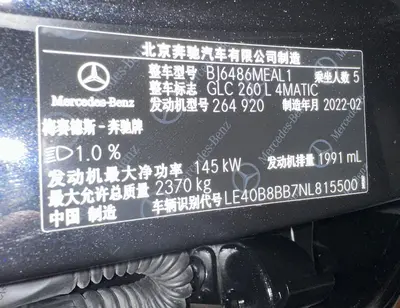 北京奔驰汽车有限公司制造
整车型号 BJ6486MEAL1 乘坐人数 5
整车标志 GLC 260 L 4MATIC
发动机型号 264 920 制造年月 2022-02
Mercedes-Benz
梅赛德斯-奔驰牌
1.0 %
发动机最大净功率 145 kW 发动机排量 1991 mL
最大允许总质量 2370 kg
中国 制造 车辆识别代号 LE40B8BB7NL815500